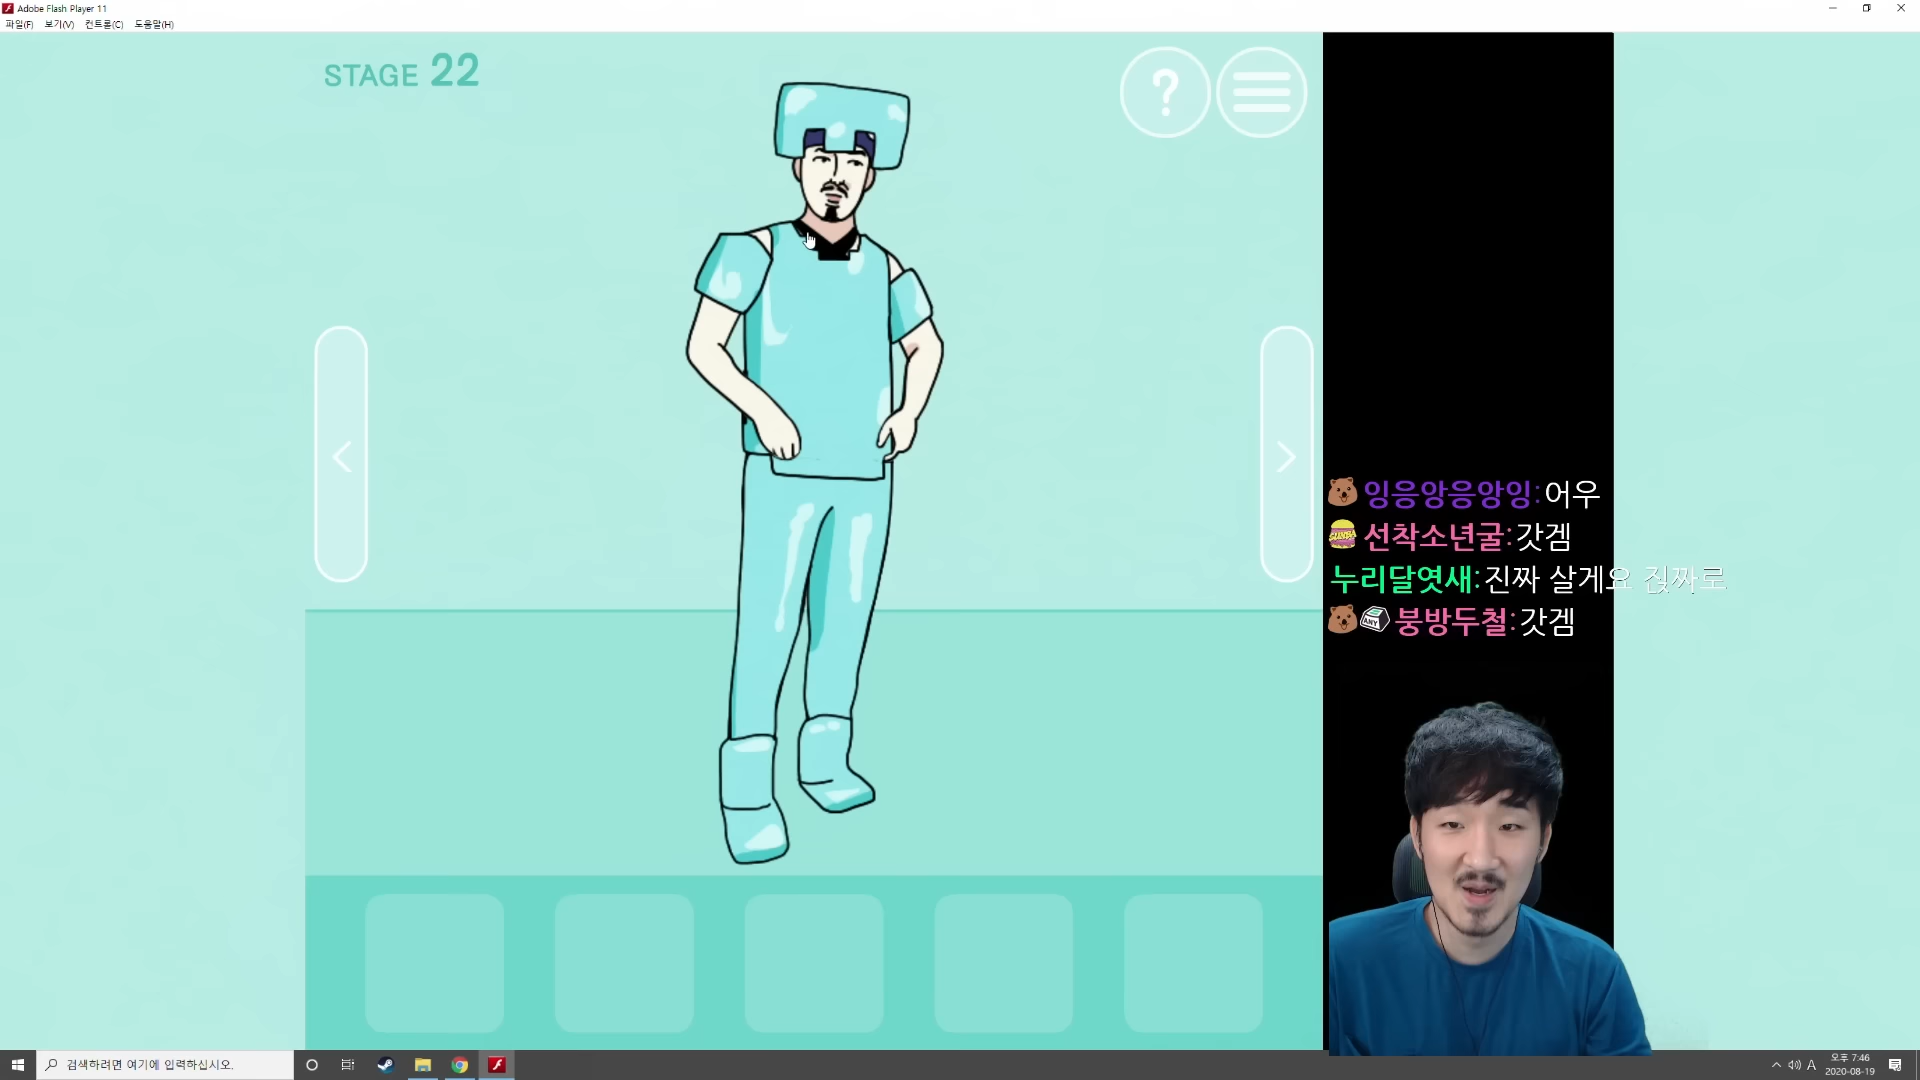 Adobe Flash Player 11
파일(F) 보기(V) 컨트롤(C) 도움말(H)
STAGE 22
?
잉응앙응앙잉: 어우
선착소년굴: 갓겜
누리달엿새: 진짜 살게요 진짜로
ANY 붕방두철: 갓겜
검색하려면 여기에 입력하십시오.
A
오후 7:46
2020-08-19